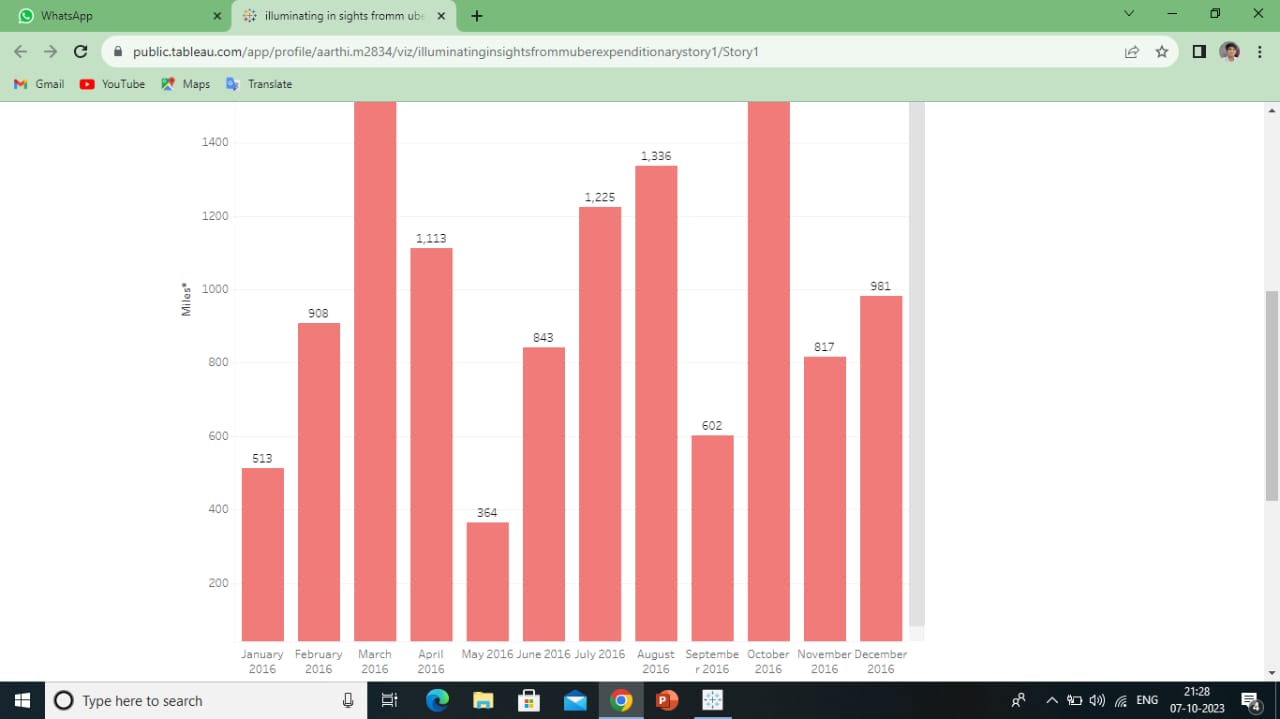 WhatsApp
illuminating in sights fromm ube
public.tableau.com/app/profile/aarthi.m2834/viz/illuminatinginsightsfrommuberexpenditionarystory1/Story1
Gmail YouTube Maps Translate
1400
1,336
1200
1,225
1,113
Miles*
1000
981
908
843
817
800
600
602
513
400
364
200
January February March April May 2016 June 2016 July 2016 August Septembe October November December
2016 2016 2016 2016 2016 r 2016 2016 2016 2016
Type here to search
ENG
21:28
07-10-2023
4